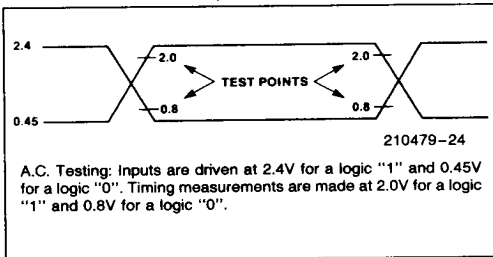 2.4
2.0
2.0
TEST POINTS
0.8
0.8
0.45
210479–24
A.C. Testing: Inputs are driven at 2.4V for a logic "1" and 0.45V
for a logic "0". Timing measurements are made at 2.0V for a logic
"1" and 0.8V for a logic "0".